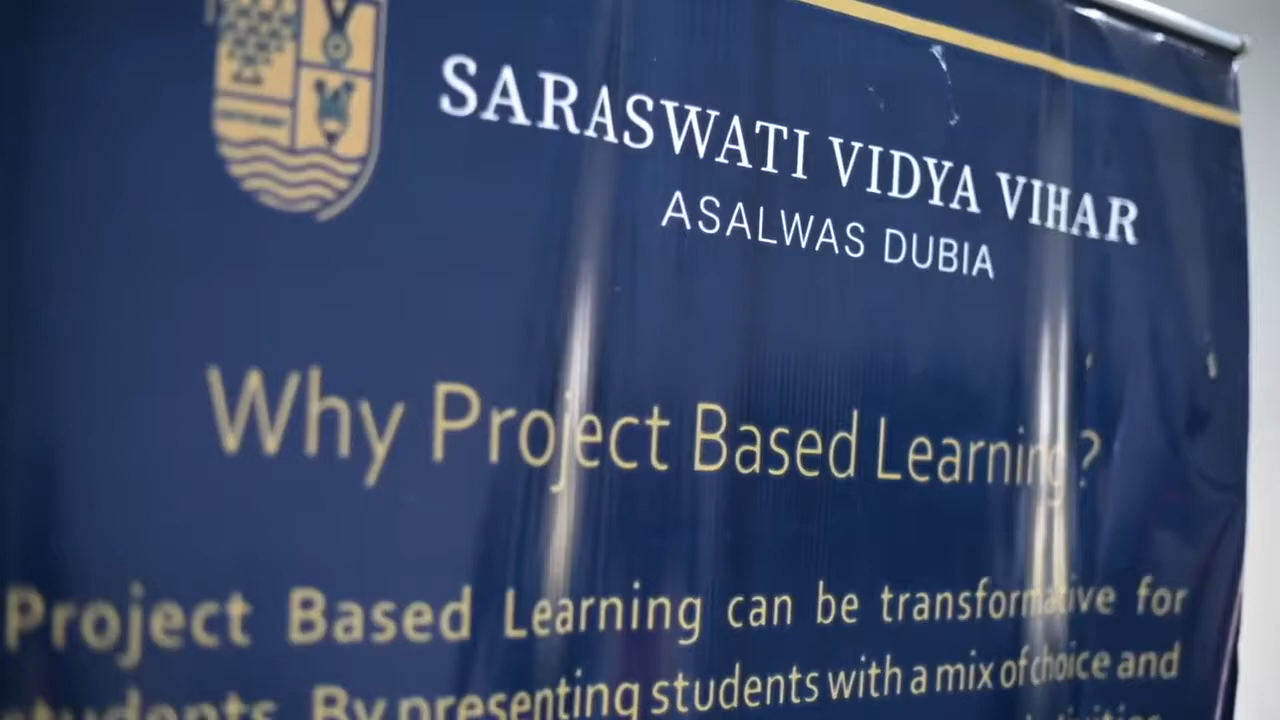 SARASWATI VIDYA VIHAR
ASALWAS DUBIA
Why Project Based Learning?
Project Based Learning can be transformative for
students. By presenting students with a mix of choice and